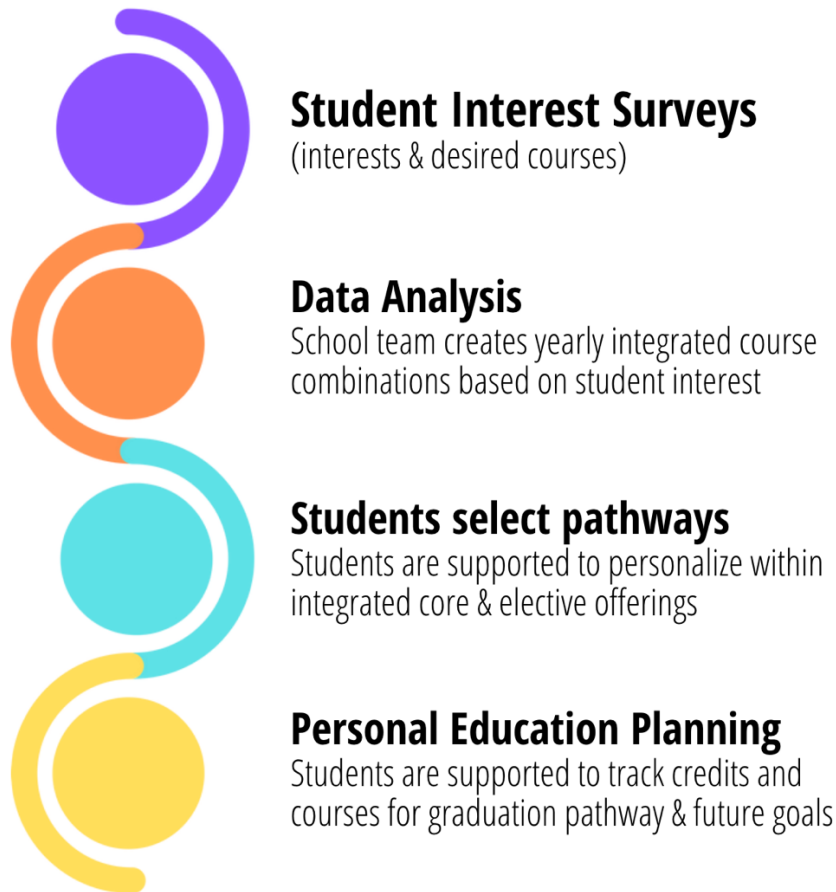 Student Interest Surveys
(interests & desired courses)
Data Analysis
School team creates yearly integrated course
combinations based on student interest
Students select pathways
Students are supported to personalize within
integrated core & elective offerings
Personal Education Planning
Students are supported to track credits and
courses for graduation pathway & future goals